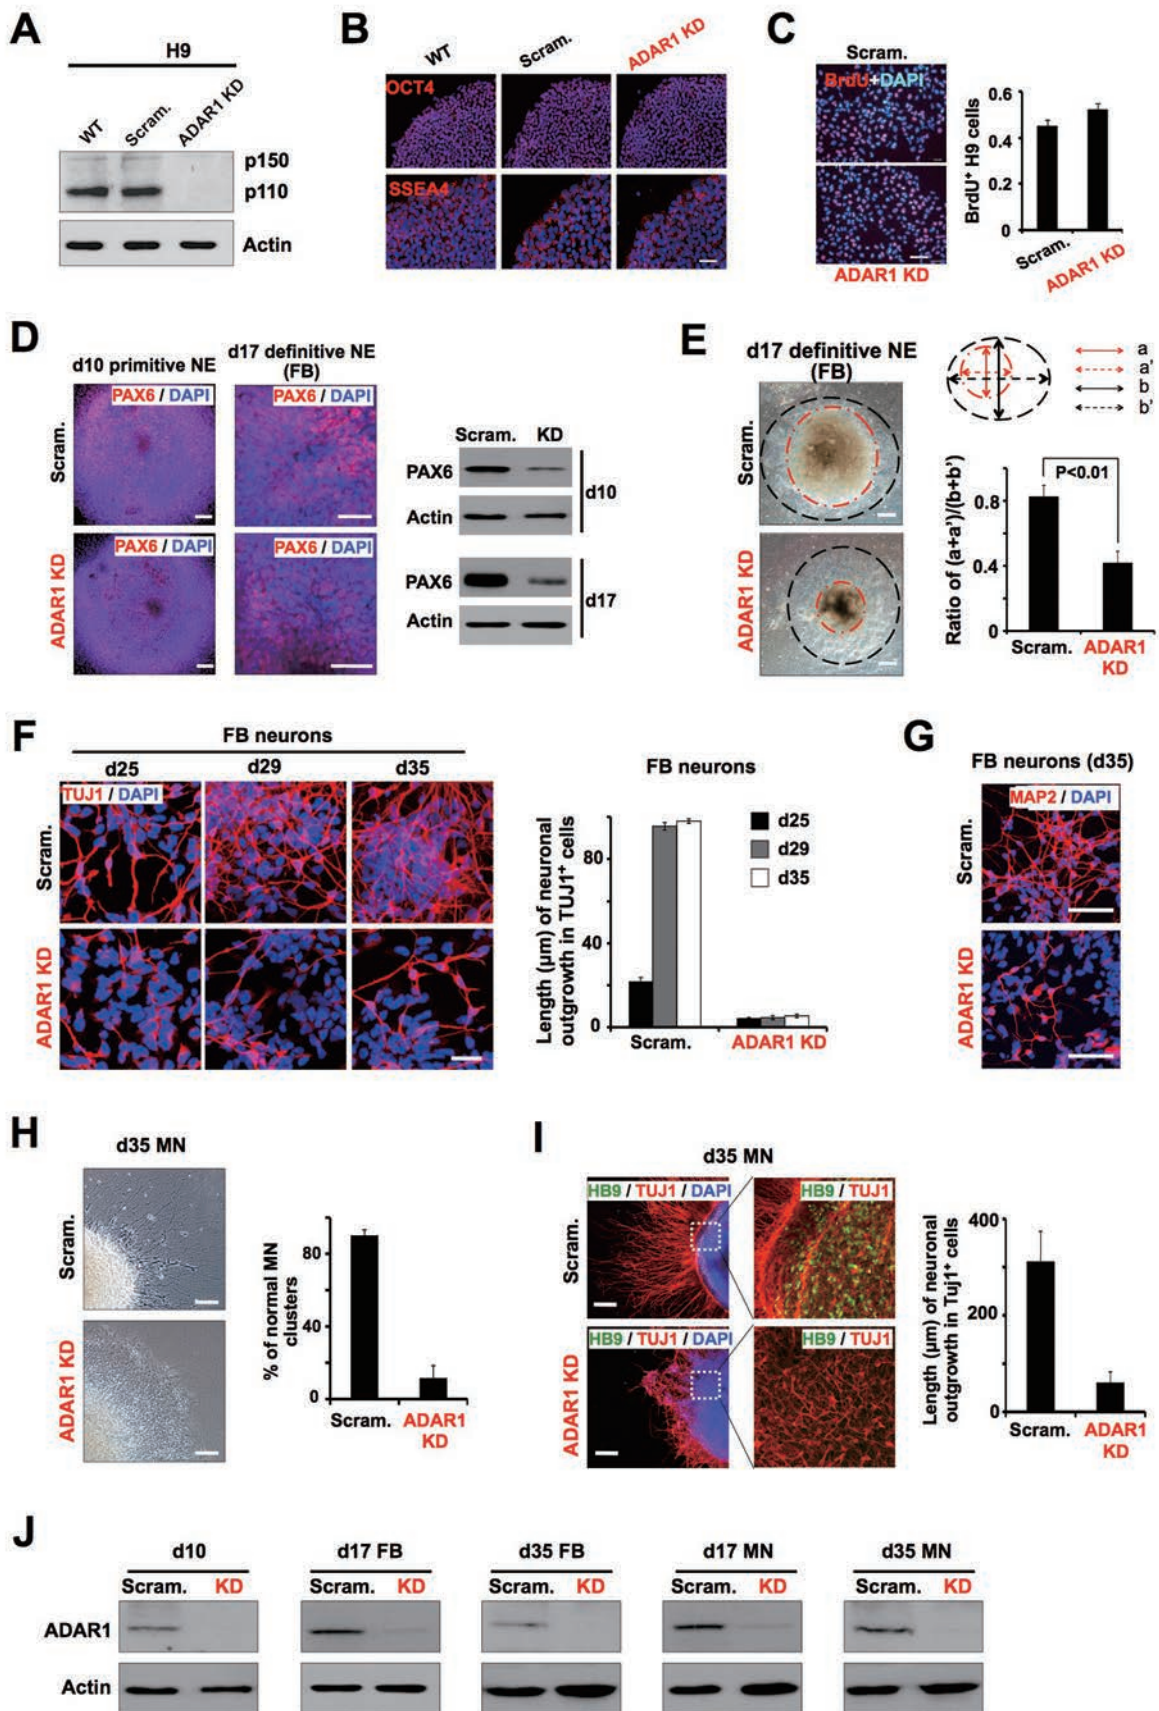 A
H9
WT
Scram.
ADAR1 KD
p150
p110
Actin
B
WT
Scram.
ADAR1 KD
OCT4
SSEA4
C
Scram.
BrdU+DAPI
ADAR1 KD
BrdU⁺ H9 cells
0.6
0.4
0.2
0
Scram.
ADAR1 KD
D
d10 primitive NE
d17 definitive NE
(FB)
Scram.
PAX6 / DAPI
PAX6 / DAPI
ADAR1 KD
PAX6 / DAPI
PAX6 / DAPI
Scram.
KD
PAX6
Actin
d10
PAX6
Actin
d17
E
d17 definitive NE
(FB)
Scram.
ADAR1 KD
a
a'
b
b'
Ratio of (a+a')/(b+b')
P<0.01
0.8
0.4
0
Scram.
ADAR1
KD
F
FB neurons
d25
d29
d35
TUJ1 / DAPI
Scram.
ADAR1 KD
FB neurons
Length (µm) of neuronal
outgrowth in TUJ1⁺ cells
80
40
0
d25
d29
d35
Scram.
ADAR1 KD
G
FB neurons (d35)
MAP2 / DAPI
Scram.
ADAR1 KD
H
d35 MN
Scram.
ADAR1 KD
% of normal MN
clusters
80
40
0
Scram.
ADAR1
KD
I
d35 MN
Scram.
HB9 / TUJ1 / DAPI
HB9 / TUJ1
ADAR1 KD
HB9 / TUJ1 / DAPI
HB9 / TUJ1
Length (µm) of neuronal
outgrowth in Tuj1⁺ cells
400
200
0
Scram.
ADAR1
KD
J
d10
d17 FB
d35 FB
d17 MN
d35 MN
Scram. KD
Scram. KD
Scram. KD
Scram. KD
Scram. KD
ADAR1
Actin